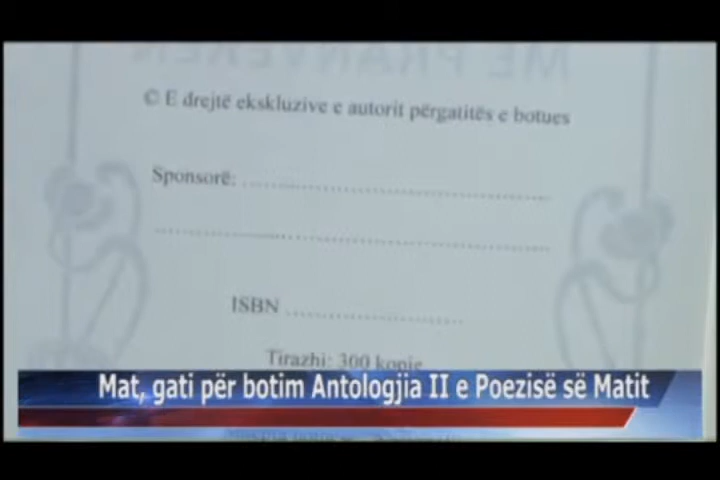 © E drejtë ekskluzive e autorit përgatitës e botues
Sponsorë: ........................................................
........................................................................
ISBN ................................
Tirazhi: 300 kopje
Mat, gati për botim Antologjia II e Poezisë së Matit